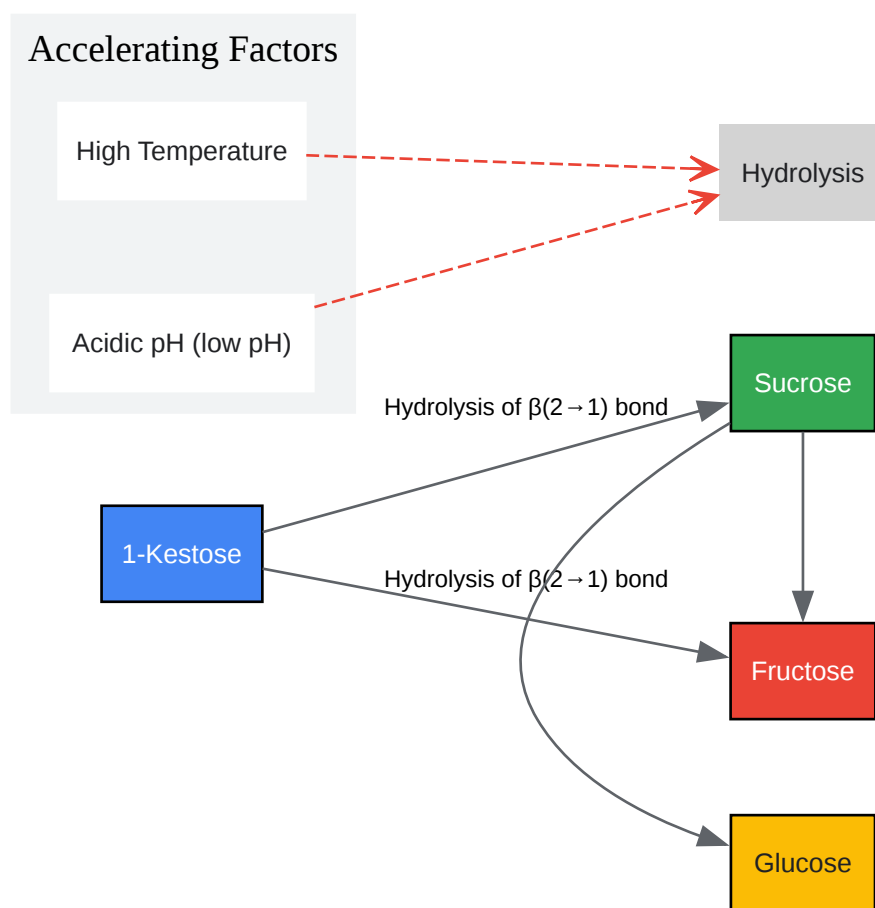 Accelerating Factors
High Temperature
Hydrolysis
Acidic pH (low pH)
Sucrose
Hydrolysis of β(2→1) bond
1-Kestose
Hydrolysis of β(2→1) bond
Fructose
Glucose